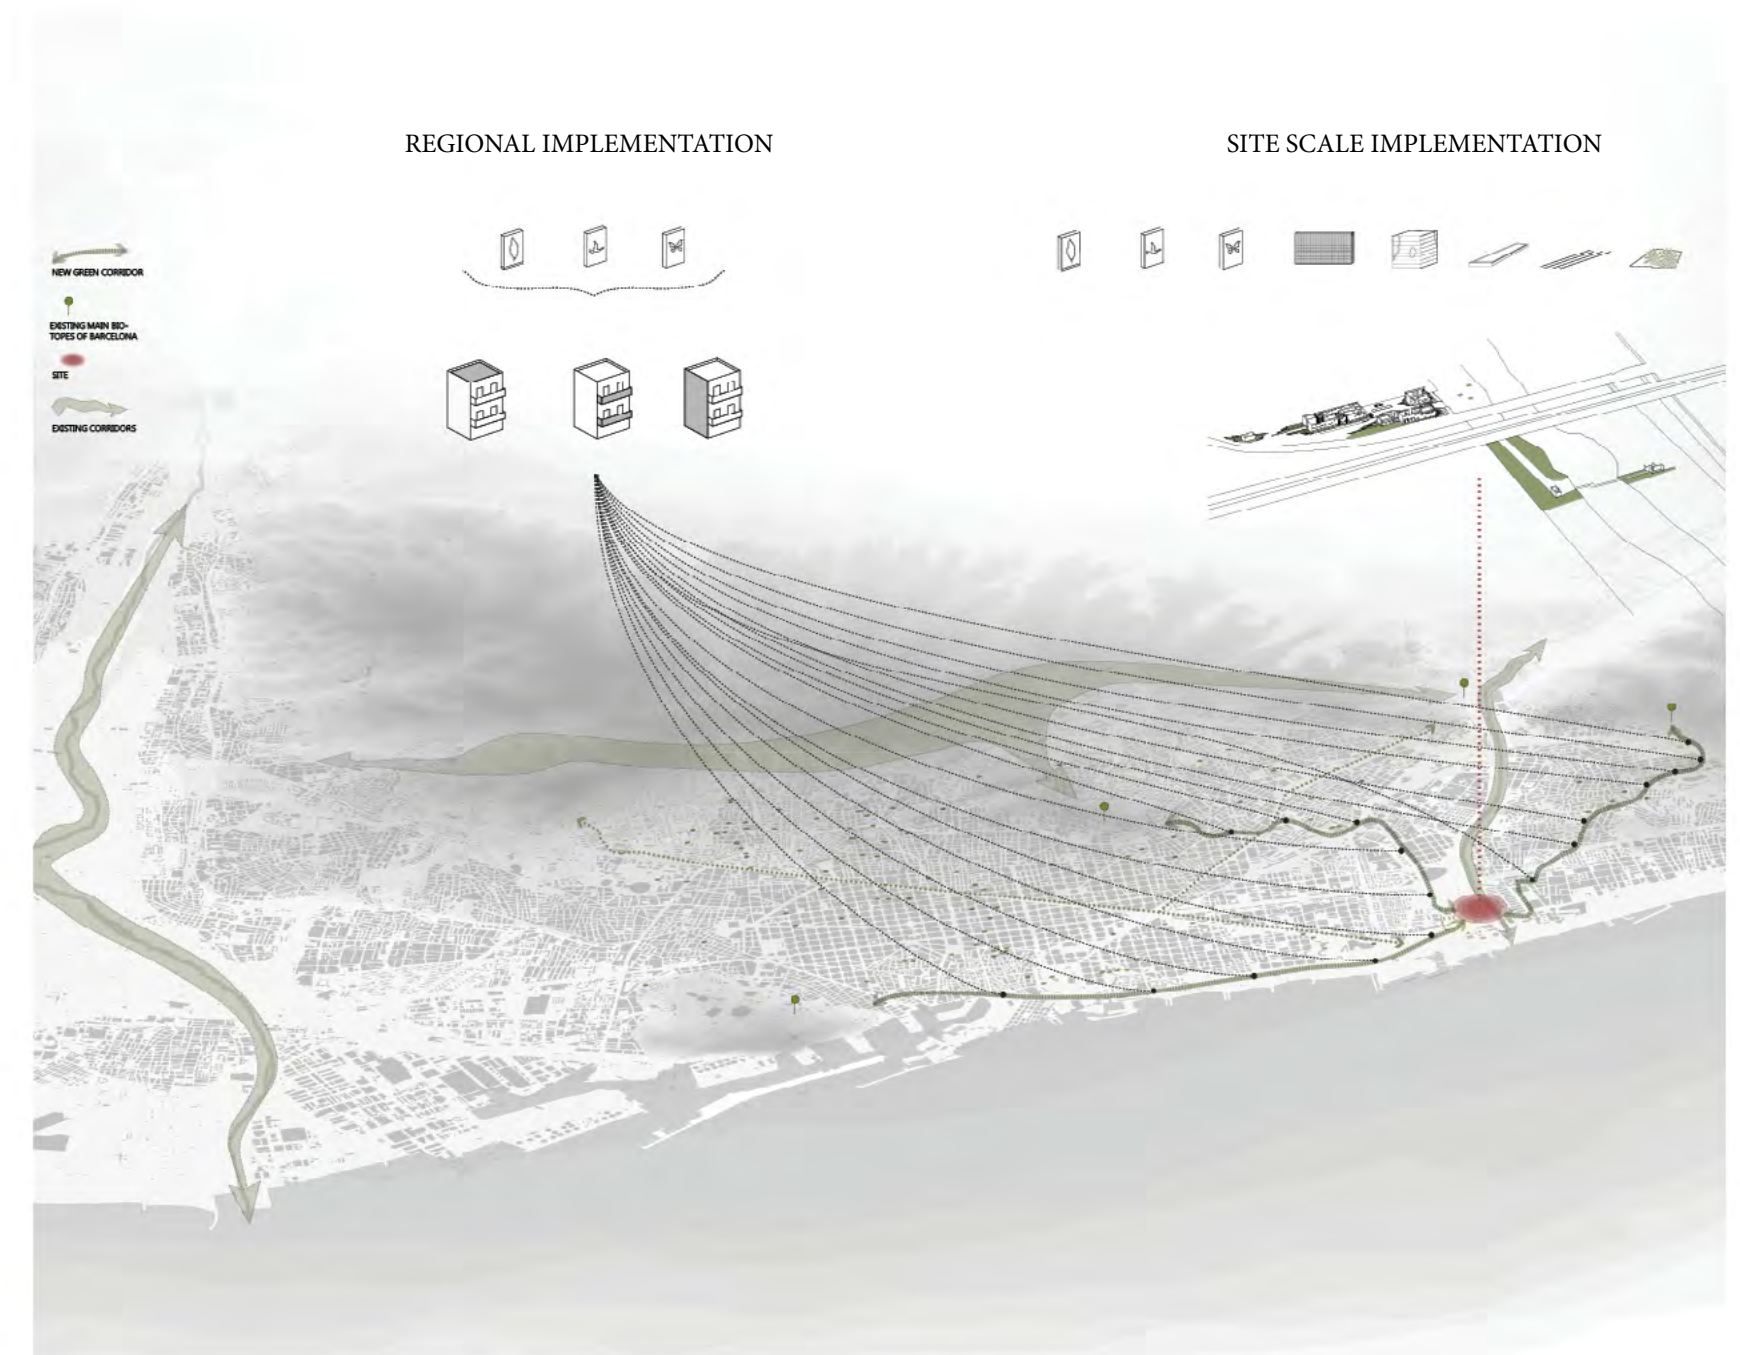 REGIONAL IMPLEMENTATION
SITE SCALE IMPLEMENTATION
NEW GREEN CORRIDOR
EXISTING MAIN BIO-
TOPES OF BARCELONA
SITE
EXISTING CORRIDORS